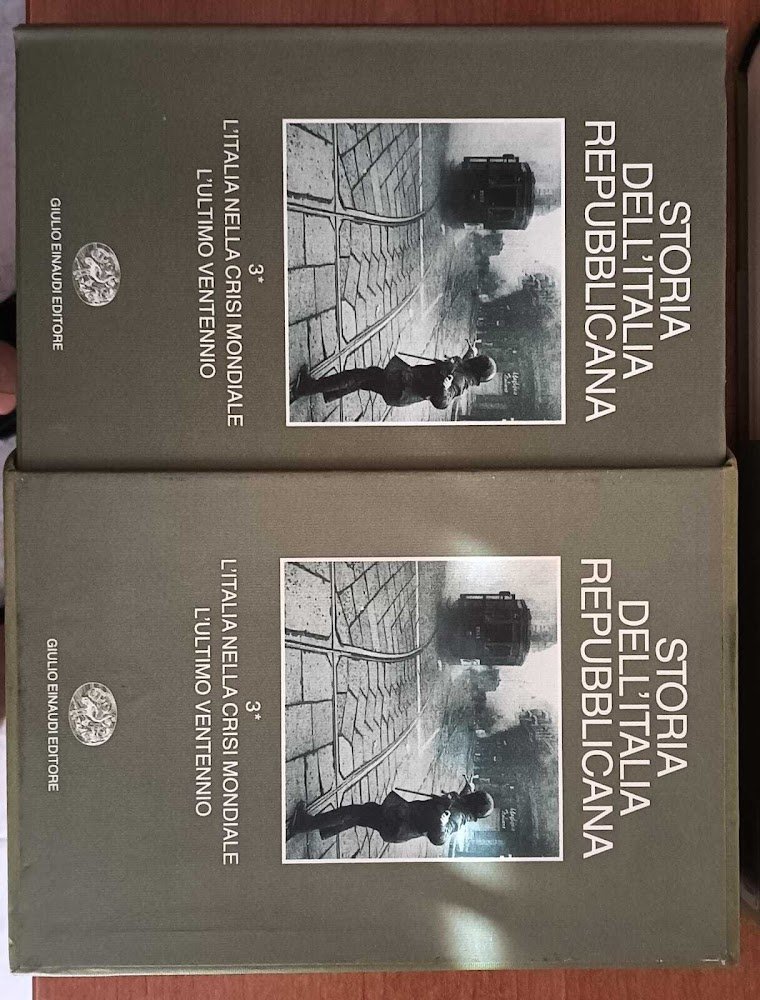 STORIA
DELL'ITALIA
REPUBBLICANA
3*
L'ITALIA NELLA CRISI MONDIALE
L'ULTIMO VENTENNIO
GIULIO EINAUDI EDITORE
STORIA
DELL'ITALIA
REPUBBLICANA
3*
L'ITALIA NELLA CRISI MONDIALE
L'ULTIMO VENTENNIO
GIULIO EINAUDI EDITORE